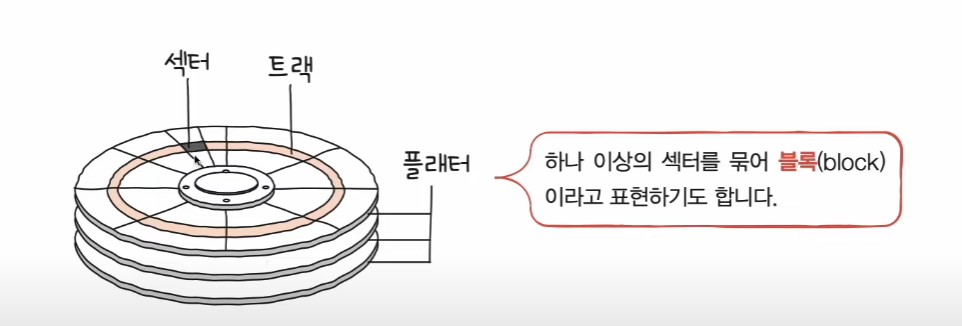 섹터
트랙
플래터
하나 이상의 섹터를 묶어 블록(block)
이라고 표현하기도 합니다.